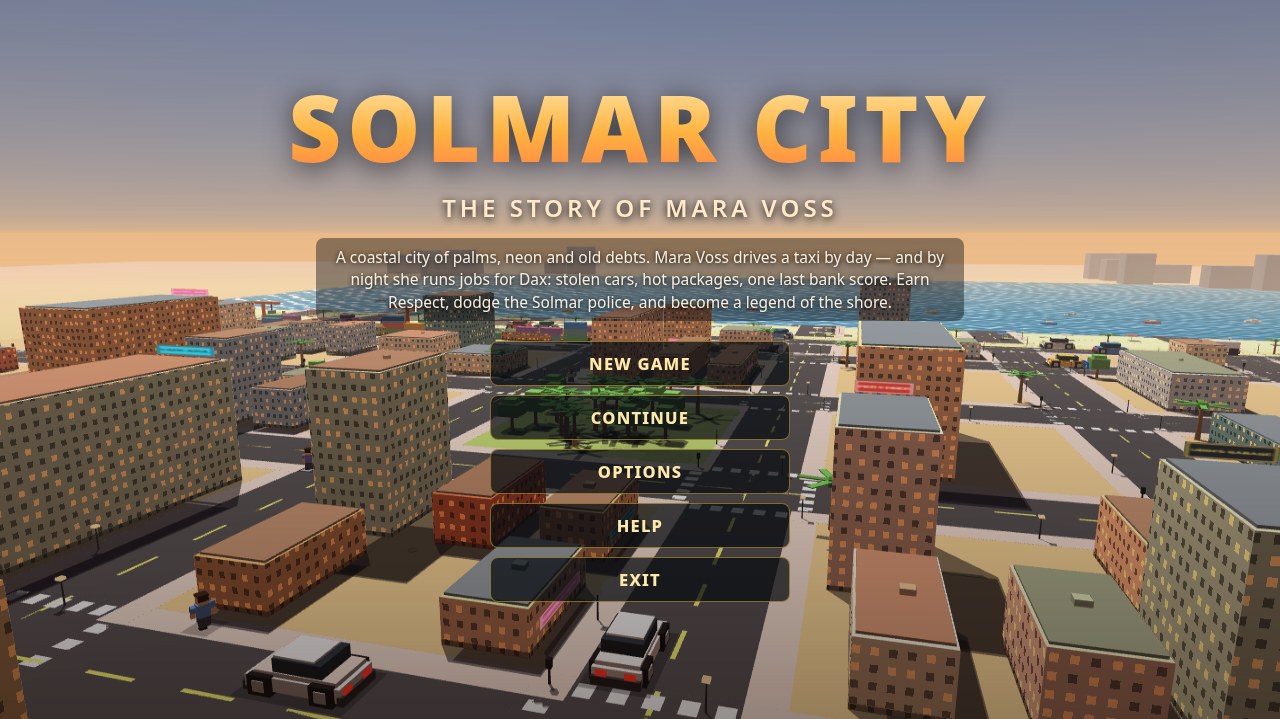 SOLMAR CITY
THE STORY OF MARA VOSS
A coastal city of palms, neon and old debts. Mara Voss drives a taxi by day — and by
night she runs jobs for Dax: stolen cars, hot packages, one last bank score. Earn
Respect, dodge the Solmar police, and become a legend of the shore.
NEW GAME
CONTINUE
OPTIONS
HELP
EXIT